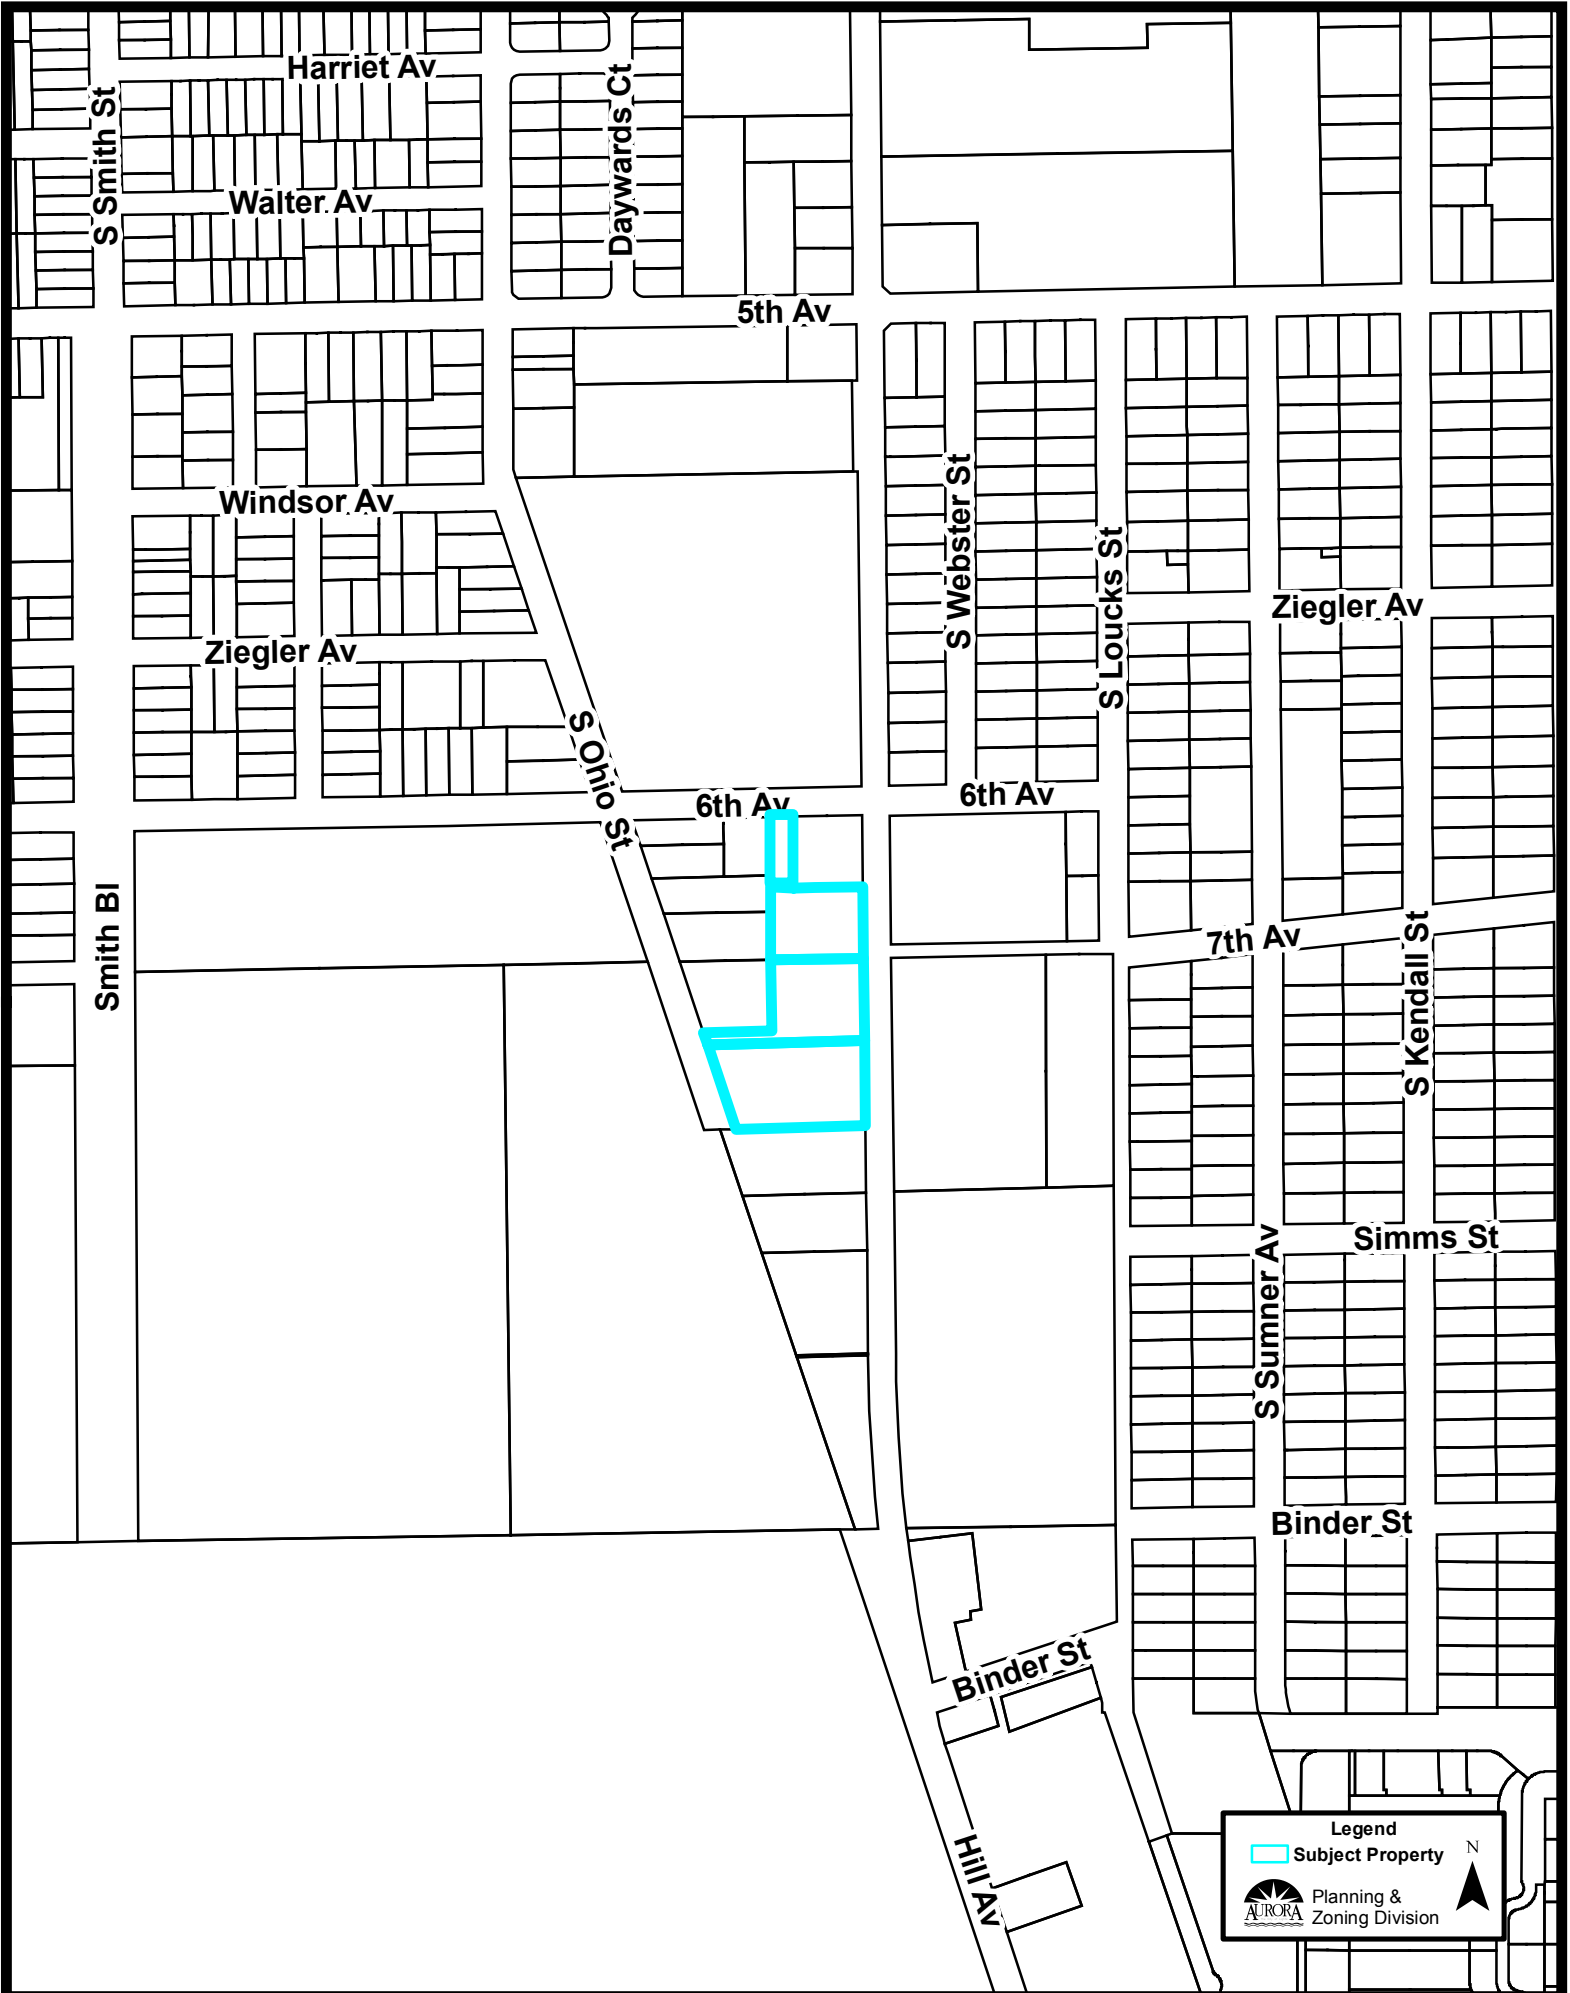 Harriet Av
S Smith St
Daywards Ct
Walter Av
5th Av
Windsor Av
S Webster St
S Loucks St
Ziegler Av
Ziegler Av
S Ohio St
6th Av
6th Av
Smith Bl
7th Av
S Kendall St
Simms St
S Sumner Av
Binder St
Binder St
Hill Av
Legend
Subject Property
N
AURORA
Planning &
Zoning Division